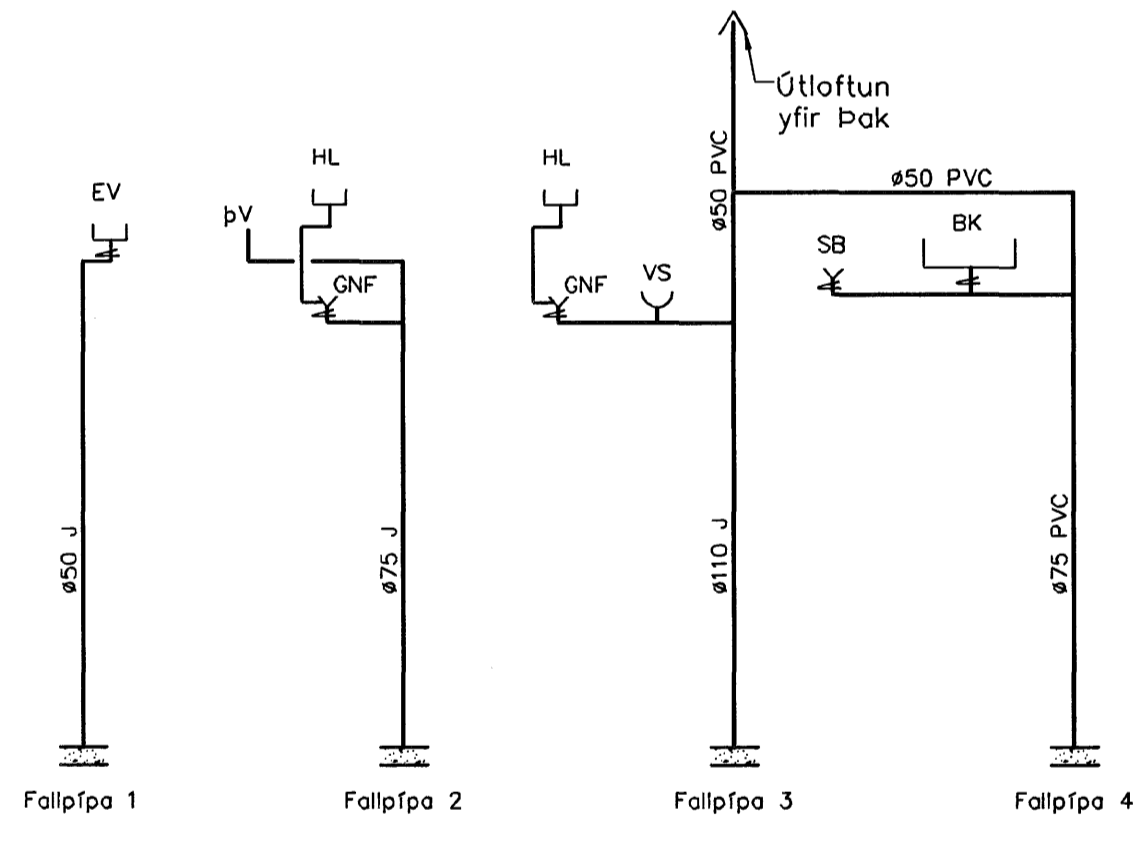 Útloftun
yfir Þak
ø50 PVC
ø50 PVC
HL
HL
EV
þV
BK
SB
GNF
GNF
VS
ø50 J
ø75 J
ø110 J
ø75 PVC
Fallpípa 1
Fallpípa 2
Fallpípa 3
Fallpípa 4